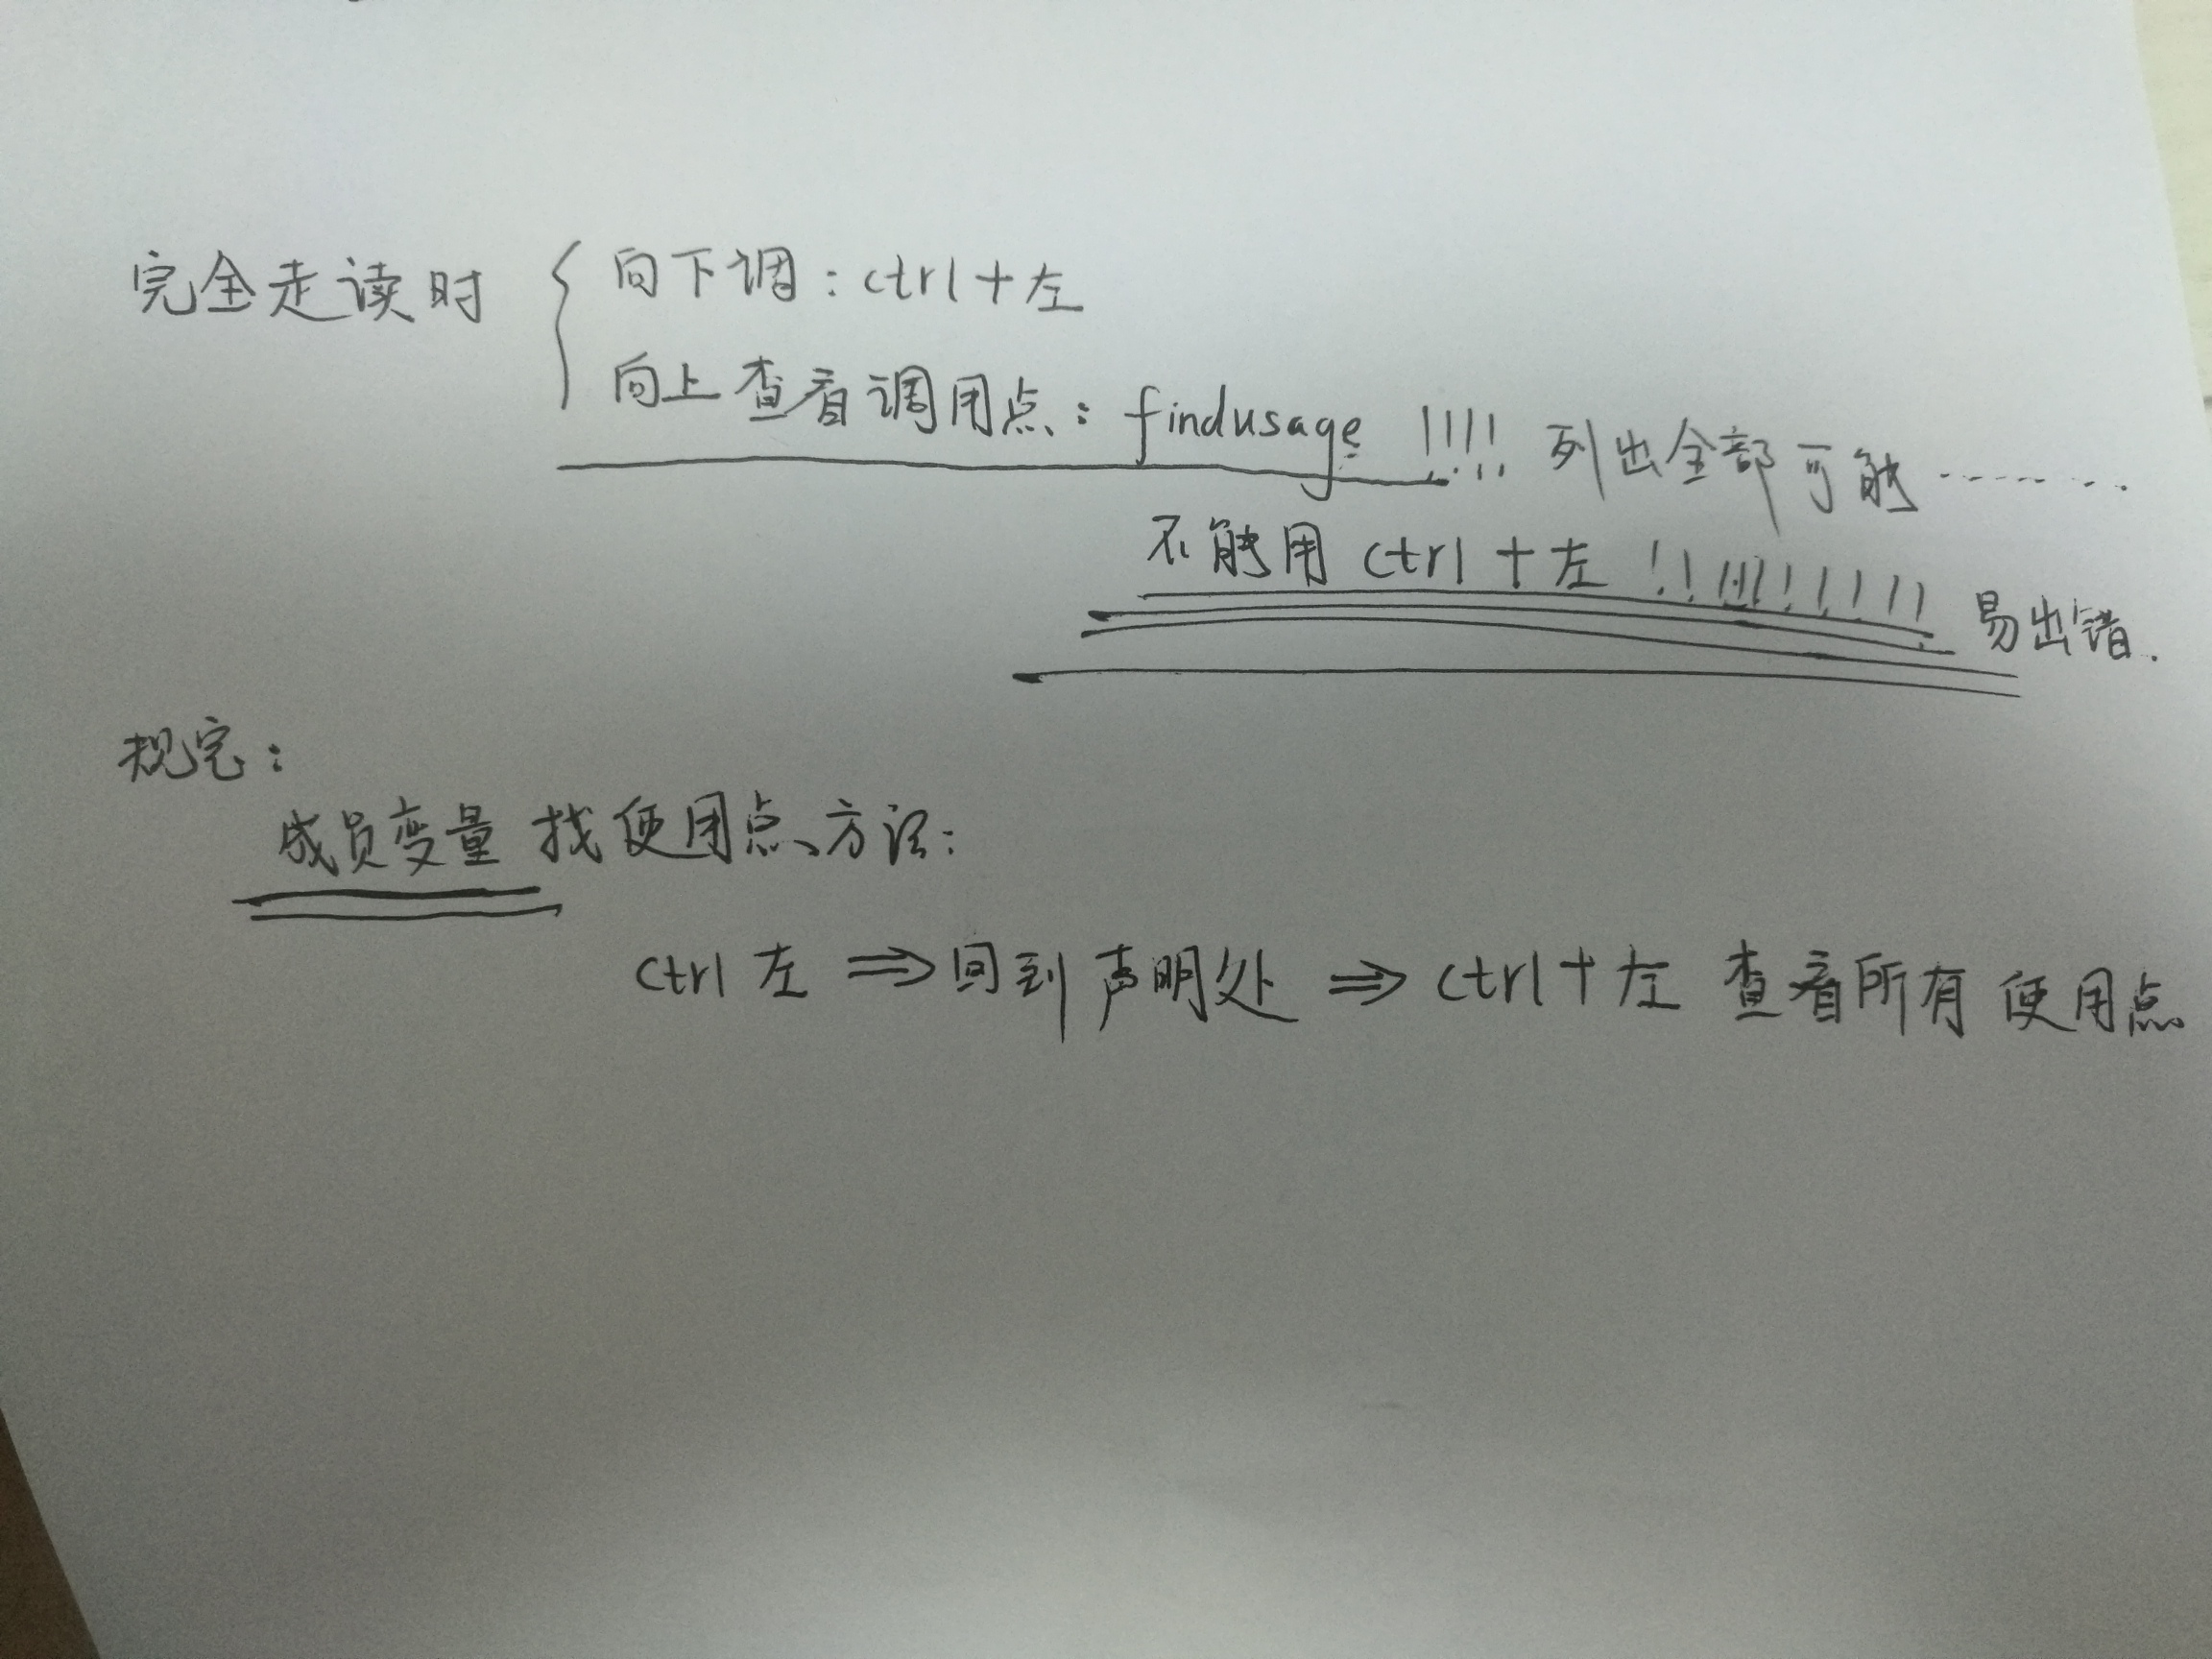 完全走读时 { 向下调：ctrl+左
向上查看调用点：findusage !!!! 列出全部可能........
不能用 ctrl+左 !!!!!!!!!!! 易出错.
规定：
成员变量 找使用点方法：
ctrl 左 ⇒ 回到声明处 ⇒ ctrl+左 查看所有使用点